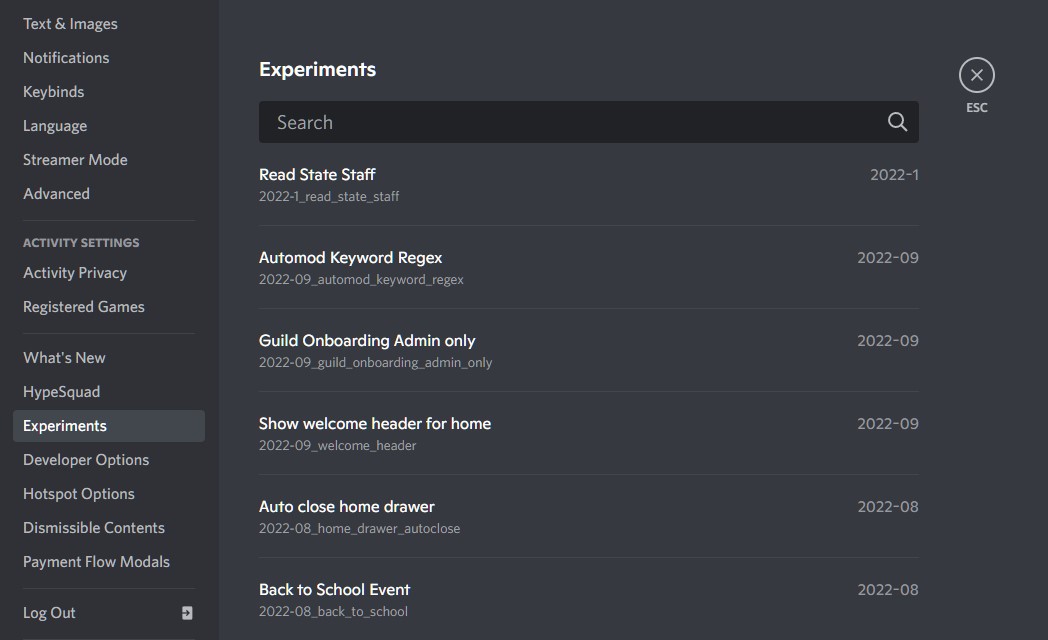 Text & Images
Notifications
Keybinds
Language
Streamer Mode
Advanced
ACTIVITY SETTINGS
Activity Privacy
Registered Games
What's New
HypeSquad
Experiments
Developer Options
Hotspot Options
Dismissible Contents
Payment Flow Modals
Log Out
Experiments
Search
ESC
Read State Staff
2022-1
2022-1_read_state_staff
Automod Keyword Regex
2022-09
2022-09_automod_keyword_regex
Guild Onboarding Admin only
2022-09
2022-09_guild_onboarding_admin_only
Show welcome header for home
2022-09
2022-09_welcome_header
Auto close home drawer
2022-08
2022-08_home_drawer_autoclose
Back to School Event
2022-08
2022-08_back_to_school